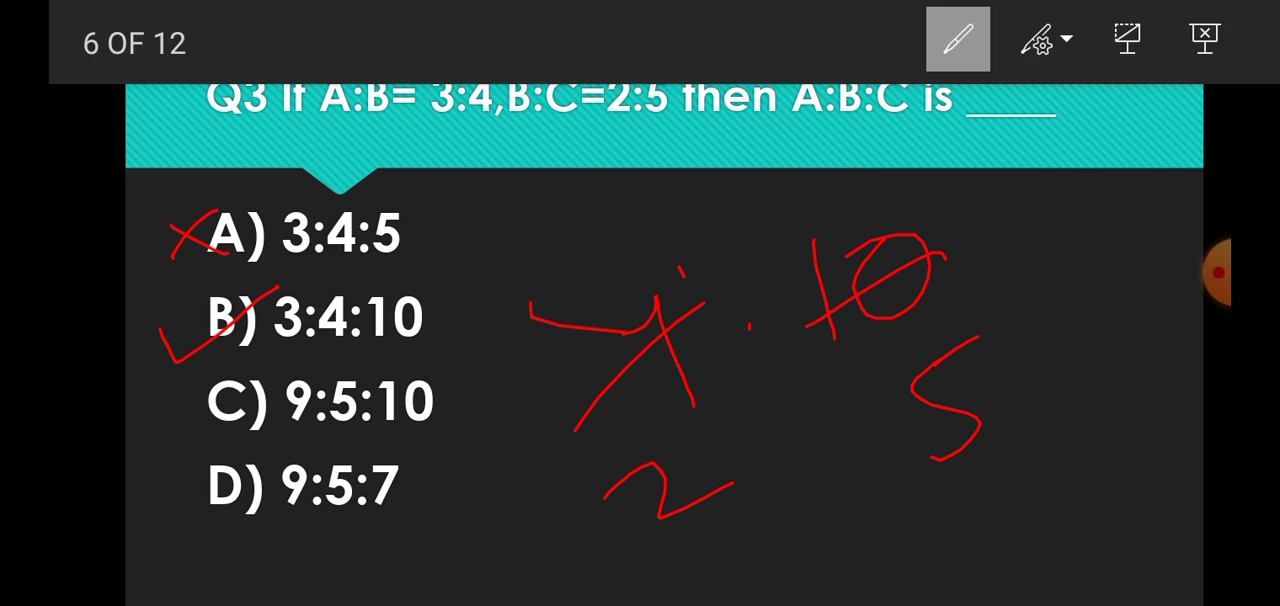 6 OF 12
Q3 If A:B= 3:4,B:C=2:5 then A:B:C is _____
A) 3:4:5
B) 3:4:10
C) 9:5:10
D) 9:5:7
4 : 10
2 5